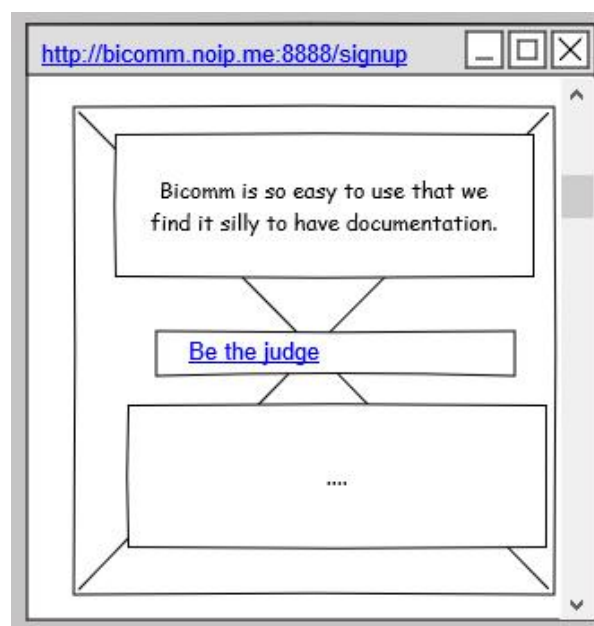 http://bicomm.noip.me:8888/signup
Bicomm is so easy to use that we
find it silly to have documentation.
Be the judge
....